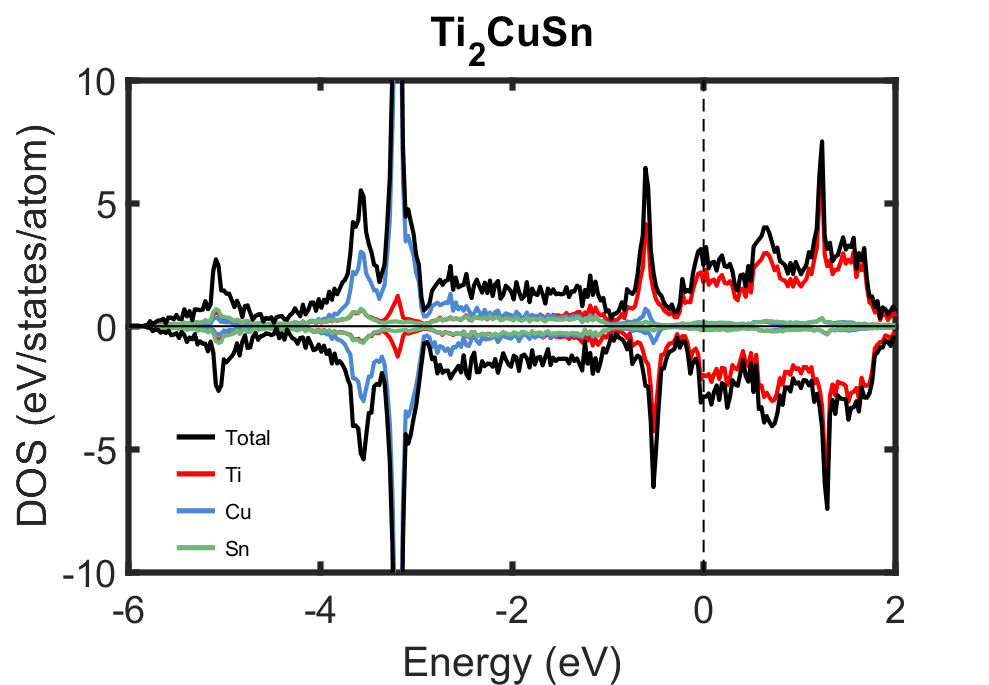 Ti2CuSn
10
5
0
-5
-10
DOS (eV/states/atom)
Total
Ti
Cu
Sn
-6 -4 -2 0 2
Energy (eV)